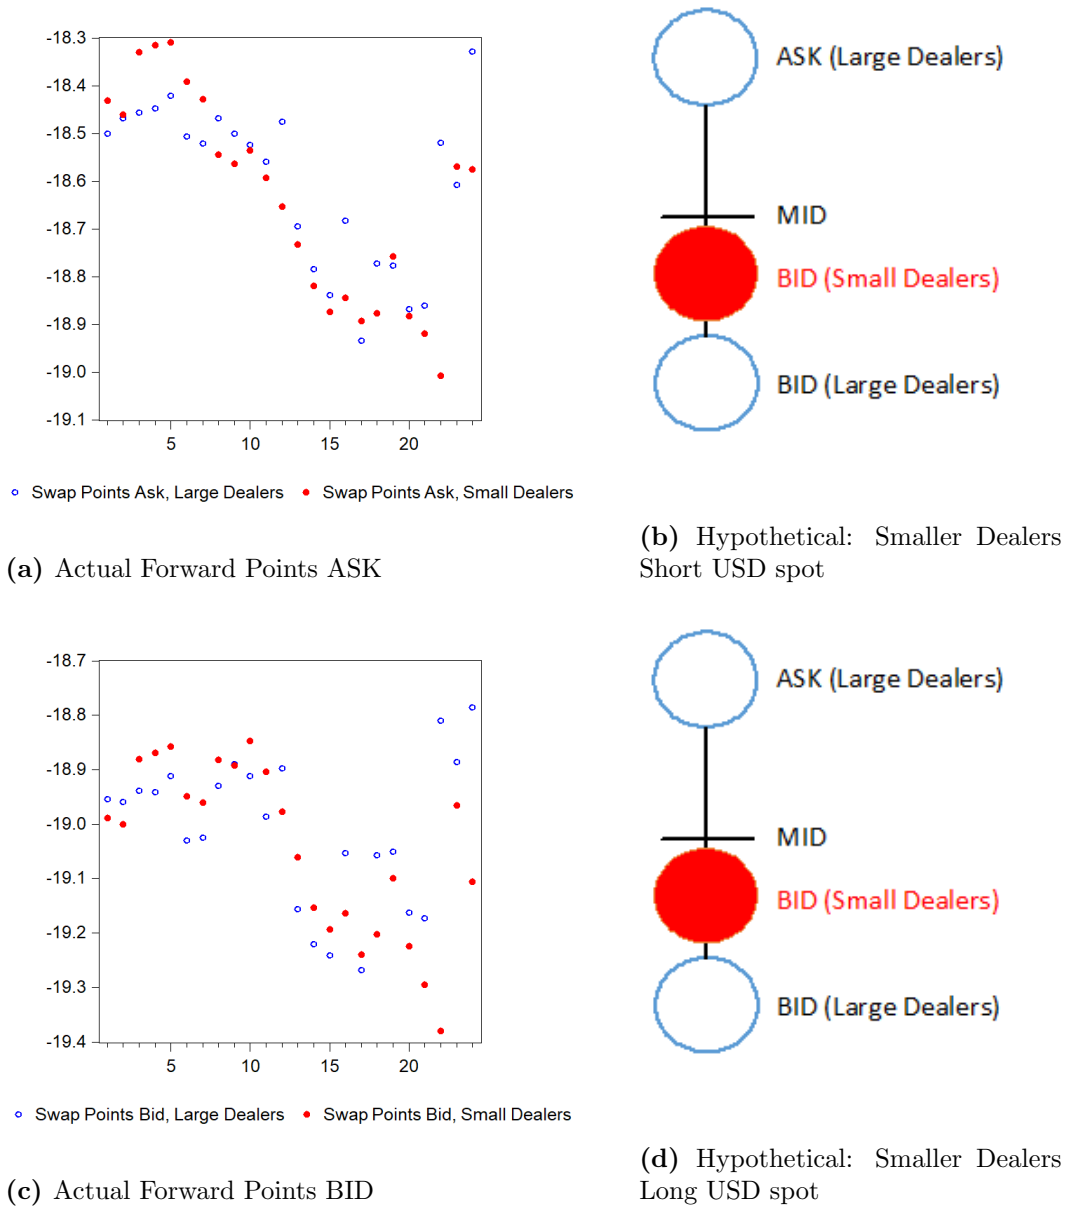 -18.3
-18.4
-18.5
-18.6
-18.7
-18.8
-18.9
-19.0
-19.1
5 10 15 20
Swap Points Ask, Large Dealers Swap Points Ask, Small Dealers
(a) Actual Forward Points ASK
ASK (Large Dealers)
MID
BID (Small Dealers)
BID (Large Dealers)
(b) Hypothetical: Smaller Dealers
Short USD spot
-18.7
-18.8
-18.9
-19.0
-19.1
-19.2
-19.3
-19.4
5 10 15 20
Swap Points Bid, Large Dealers Swap Points Bid, Small Dealers
(c) Actual Forward Points BID
ASK (Large Dealers)
MID
BID (Small Dealers)
BID (Large Dealers)
(d) Hypothetical: Smaller Dealers
Long USD spot